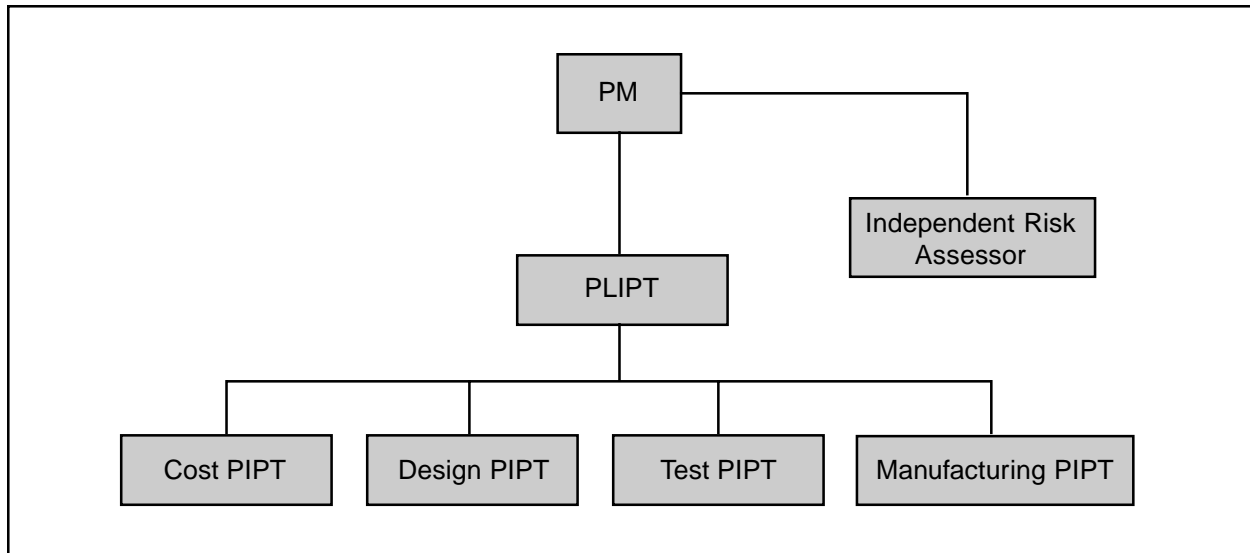 PM
Independent Risk
Assessor
PLIPT
Cost PIPT
Design PIPT
Test PIPT
Manufacturing PIPT